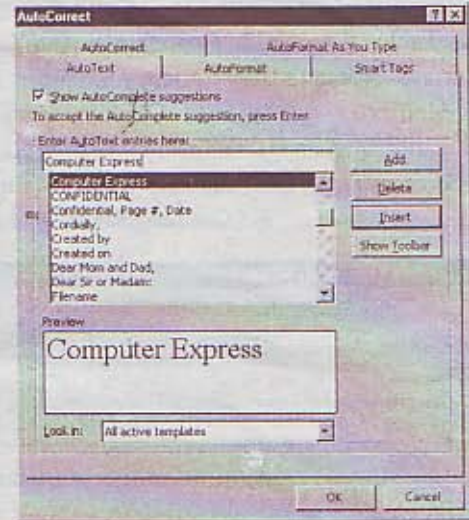 AutoCorrect
AutoCorrect AutoFormat As You Type
AutoText AutoFormat Smart Tags
Show AutoComplete suggestions
To accept the AutoComplete suggestion, press Enter
Enter AutoText entries here:
Computer Express Add
Computer Express
CONFIDENTIAL Delete
Confidential, Page #, Date
Cordially, Insert
Created by
Created on Show Toolbar
Dear Mom and Dad,
Dear Sir or Madam:
Filename
Preview
Computer Express
Look in: All active templates
OK Cancel